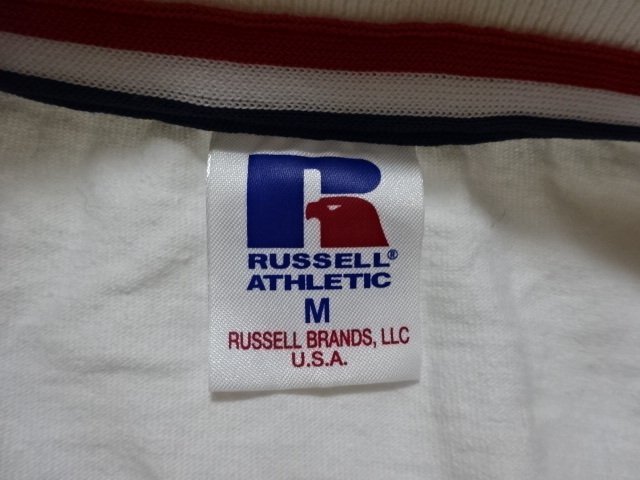 R
RUSSELL®
ATHLETIC
M
RUSSELL BRANDS, LLC
U.S.A.